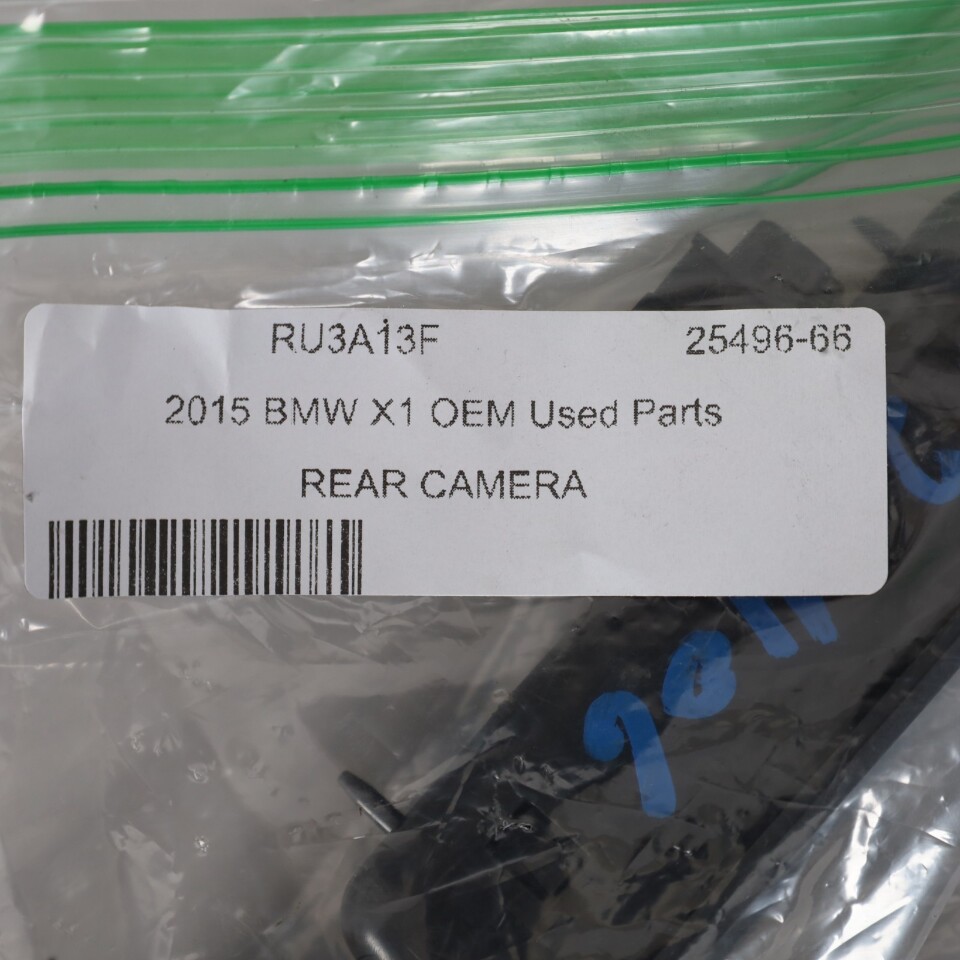 RU3A13F 25496-66
2015 BMW X1 OEM Used Parts
REAR CAMERA